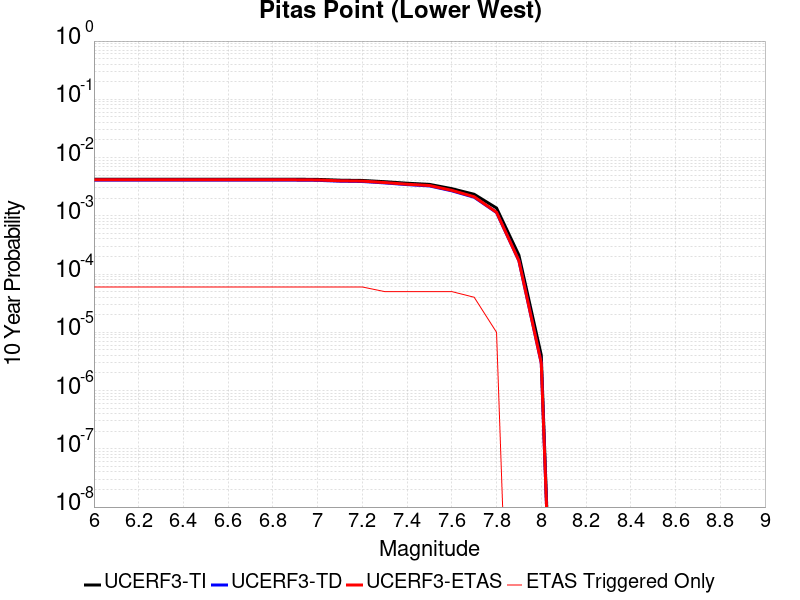 Pitas Point (Lower West)
10 0
10 -1
10 -2
10 -3
10 -4
10 -5
10 -6
10 -7
10 -8
10 Year Probability
6 6.2 6.4 6.6 6.8 7 7.2 7.4 7.6 7.8 8 8.2 8.4 8.6 8.8 9
Magnitude
UCERF3-TI UCERF3-TD UCERF3-ETAS ETAS Triggered Only